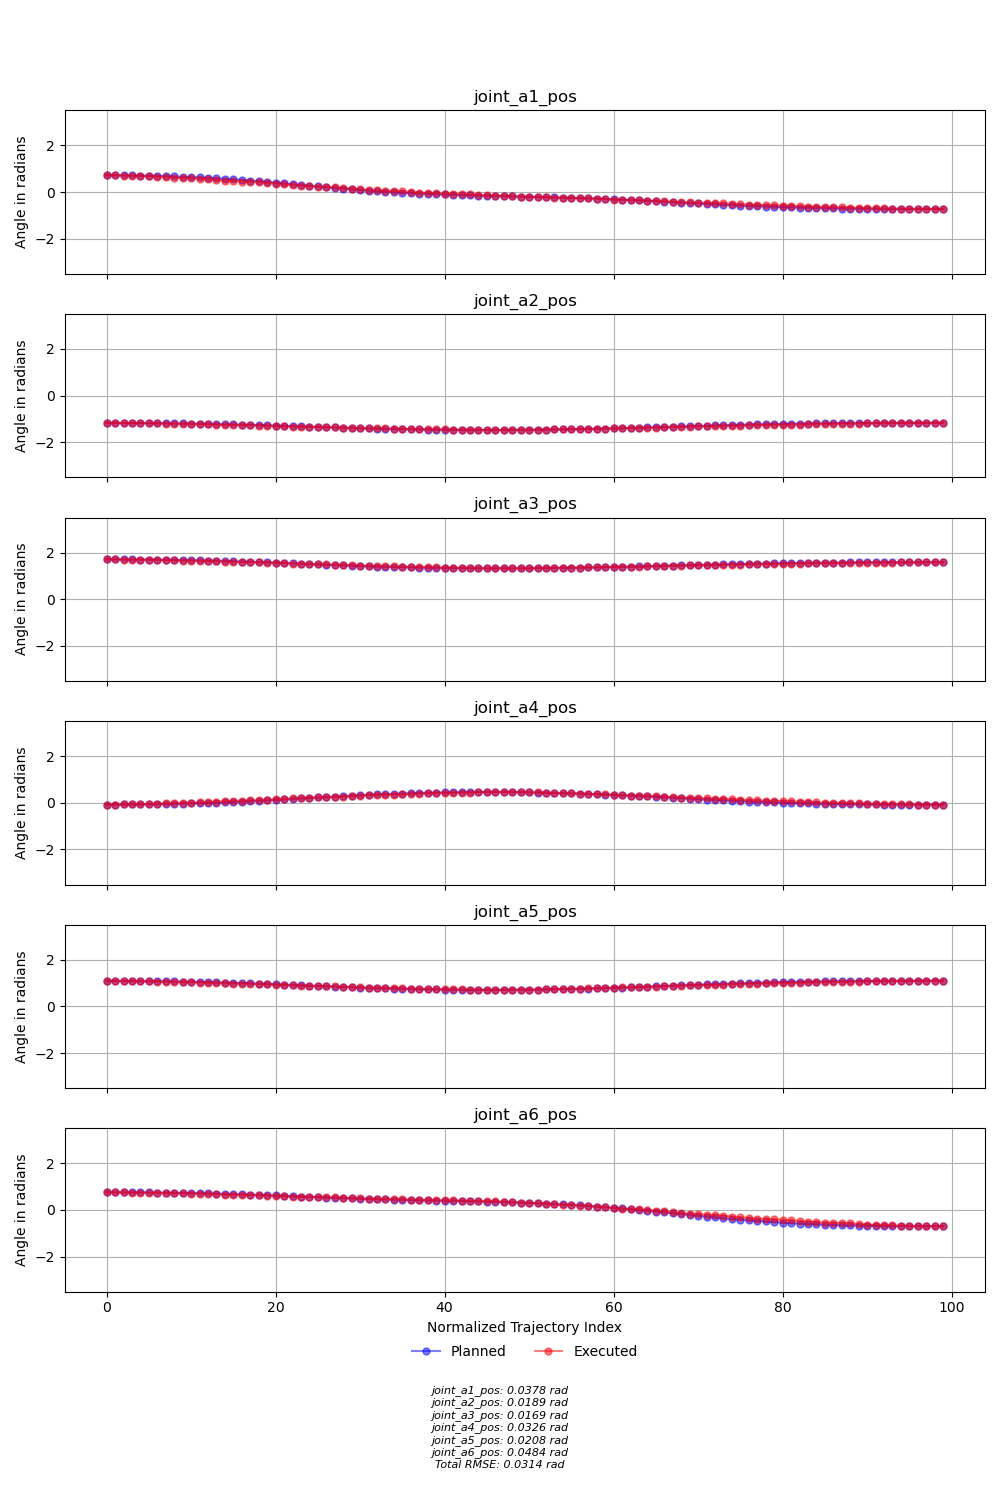 joint_a1_pos
Angle in radians
2
0
−2
joint_a2_pos
Angle in radians
2
0
−2
joint_a3_pos
Angle in radians
2
0
−2
joint_a4_pos
Angle in radians
2
0
−2
joint_a5_pos
Angle in radians
2
0
−2
joint_a6_pos
Angle in radians
2
0
−2
0 20 40 60 80 100
Normalized Trajectory Index
Planned Executed
joint_a1_pos: 0.0378 rad
joint_a2_pos: 0.0189 rad
joint_a3_pos: 0.0169 rad
joint_a4_pos: 0.0326 rad
joint_a5_pos: 0.0208 rad
joint_a6_pos: 0.0484 rad
Total RMSE: 0.0314 rad